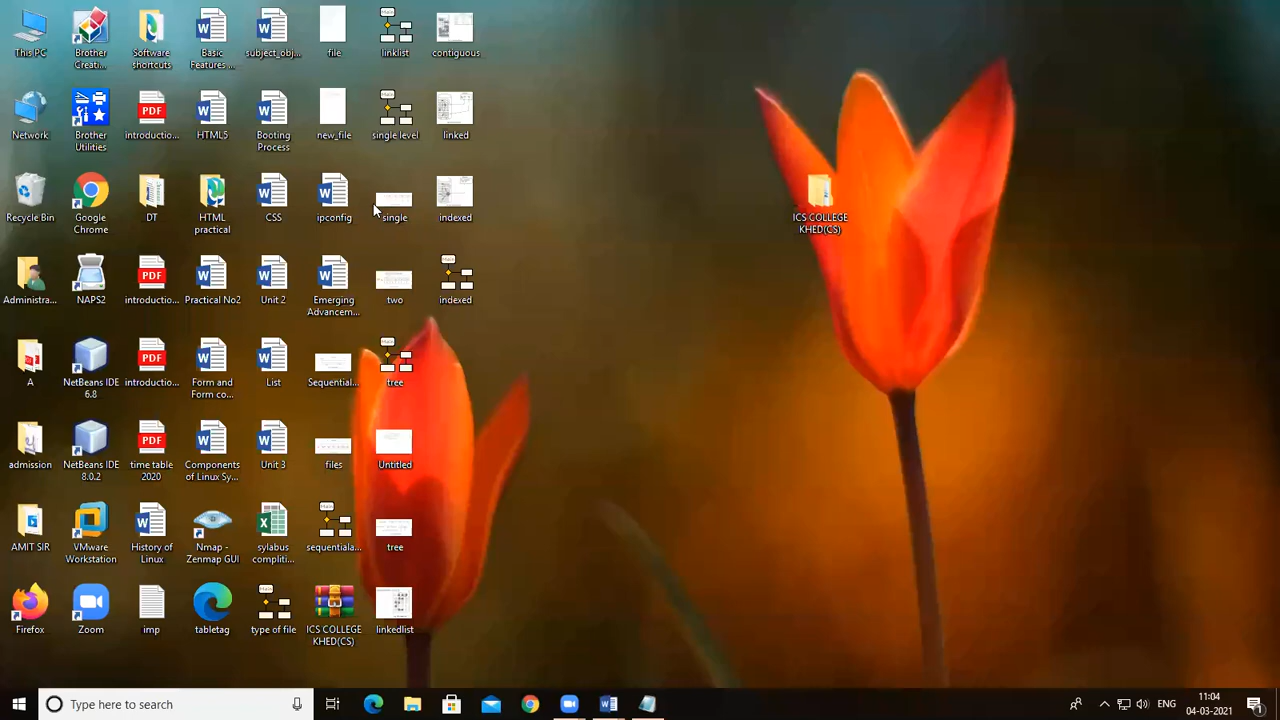 This PC
Brother
Creati...
Software
shortcuts
Basic
Features ...
subject_obj...
file
linklist
contiguous
Network
Brother
Utilities
PDF
introductio...
HTML5
Booting
Process
new_file
single level
linked
Recycle Bin
Google
Chrome
DT
HTML
practical
CSS
ipconfig
single
indexed
Administra...
NAPS2
PDF
introductio...
Practical No2
Unit 2
Emerging
Advancem...
two
indexed
A
NetBeans IDE
6.8
PDF
introductio...
Form and
Form co...
List
Sequential...
tree
admission
NetBeans IDE
8.0.2
PDF
time table
2020
Components
of Linux Sy...
Unit 3
files
Untitled
AMIT SIR
VMware
Workstation
History of
Linux
Nmap -
Zenmap GUI
sylabus
compliti...
sequentiala...
tree
Firefox
Zoom
imp
tabletag
type of file
ICS COLLEGE
KHED(CS)
linkedlist
ICS COLLEGE
KHED(CS)
Type here to search
ENG
11:04
04-03-2021